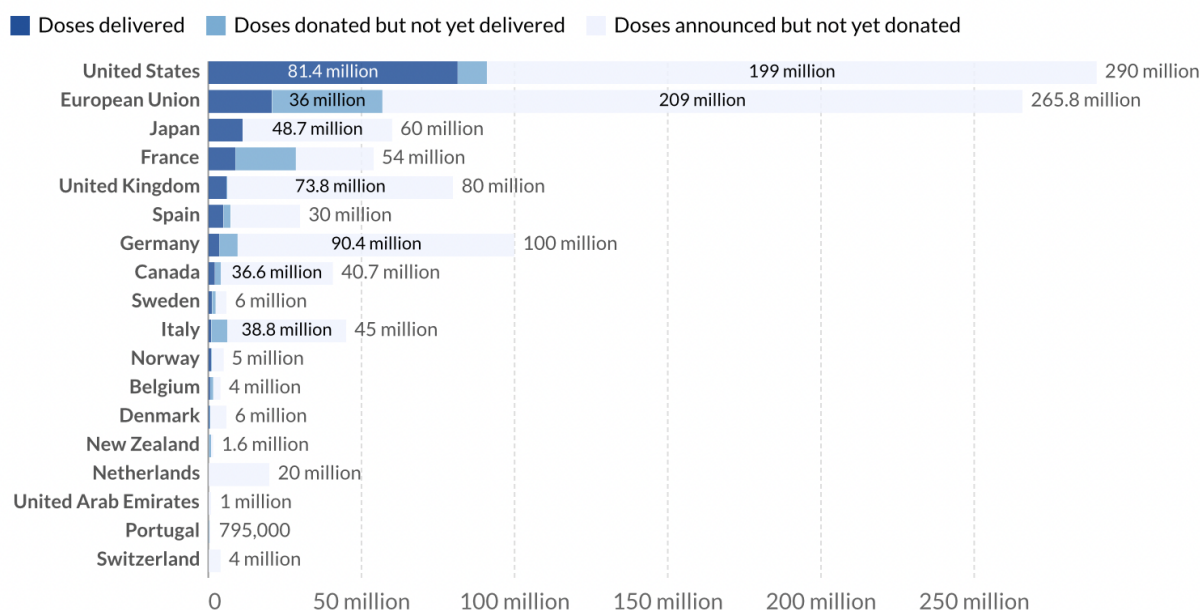 Doses delivered Doses donated but not yet delivered Doses announced but not yet donated
United States 81.4 million 199 million 290 million
European Union 36 million 209 million 265.8 million
Japan 48.7 million 60 million
France 54 million
United Kingdom 73.8 million 80 million
Spain 30 million
Germany 90.4 million 100 million
Canada 36.6 million 40.7 million
Sweden 6 million
Italy 38.8 million 45 million
Norway 5 million
Belgium 4 million
Denmark 6 million
New Zealand 1.6 million
Netherlands 20 million
United Arab Emirates 1 million
Portugal 795,000
Switzerland 4 million
0 50 million 100 million 150 million 200 million 250 million